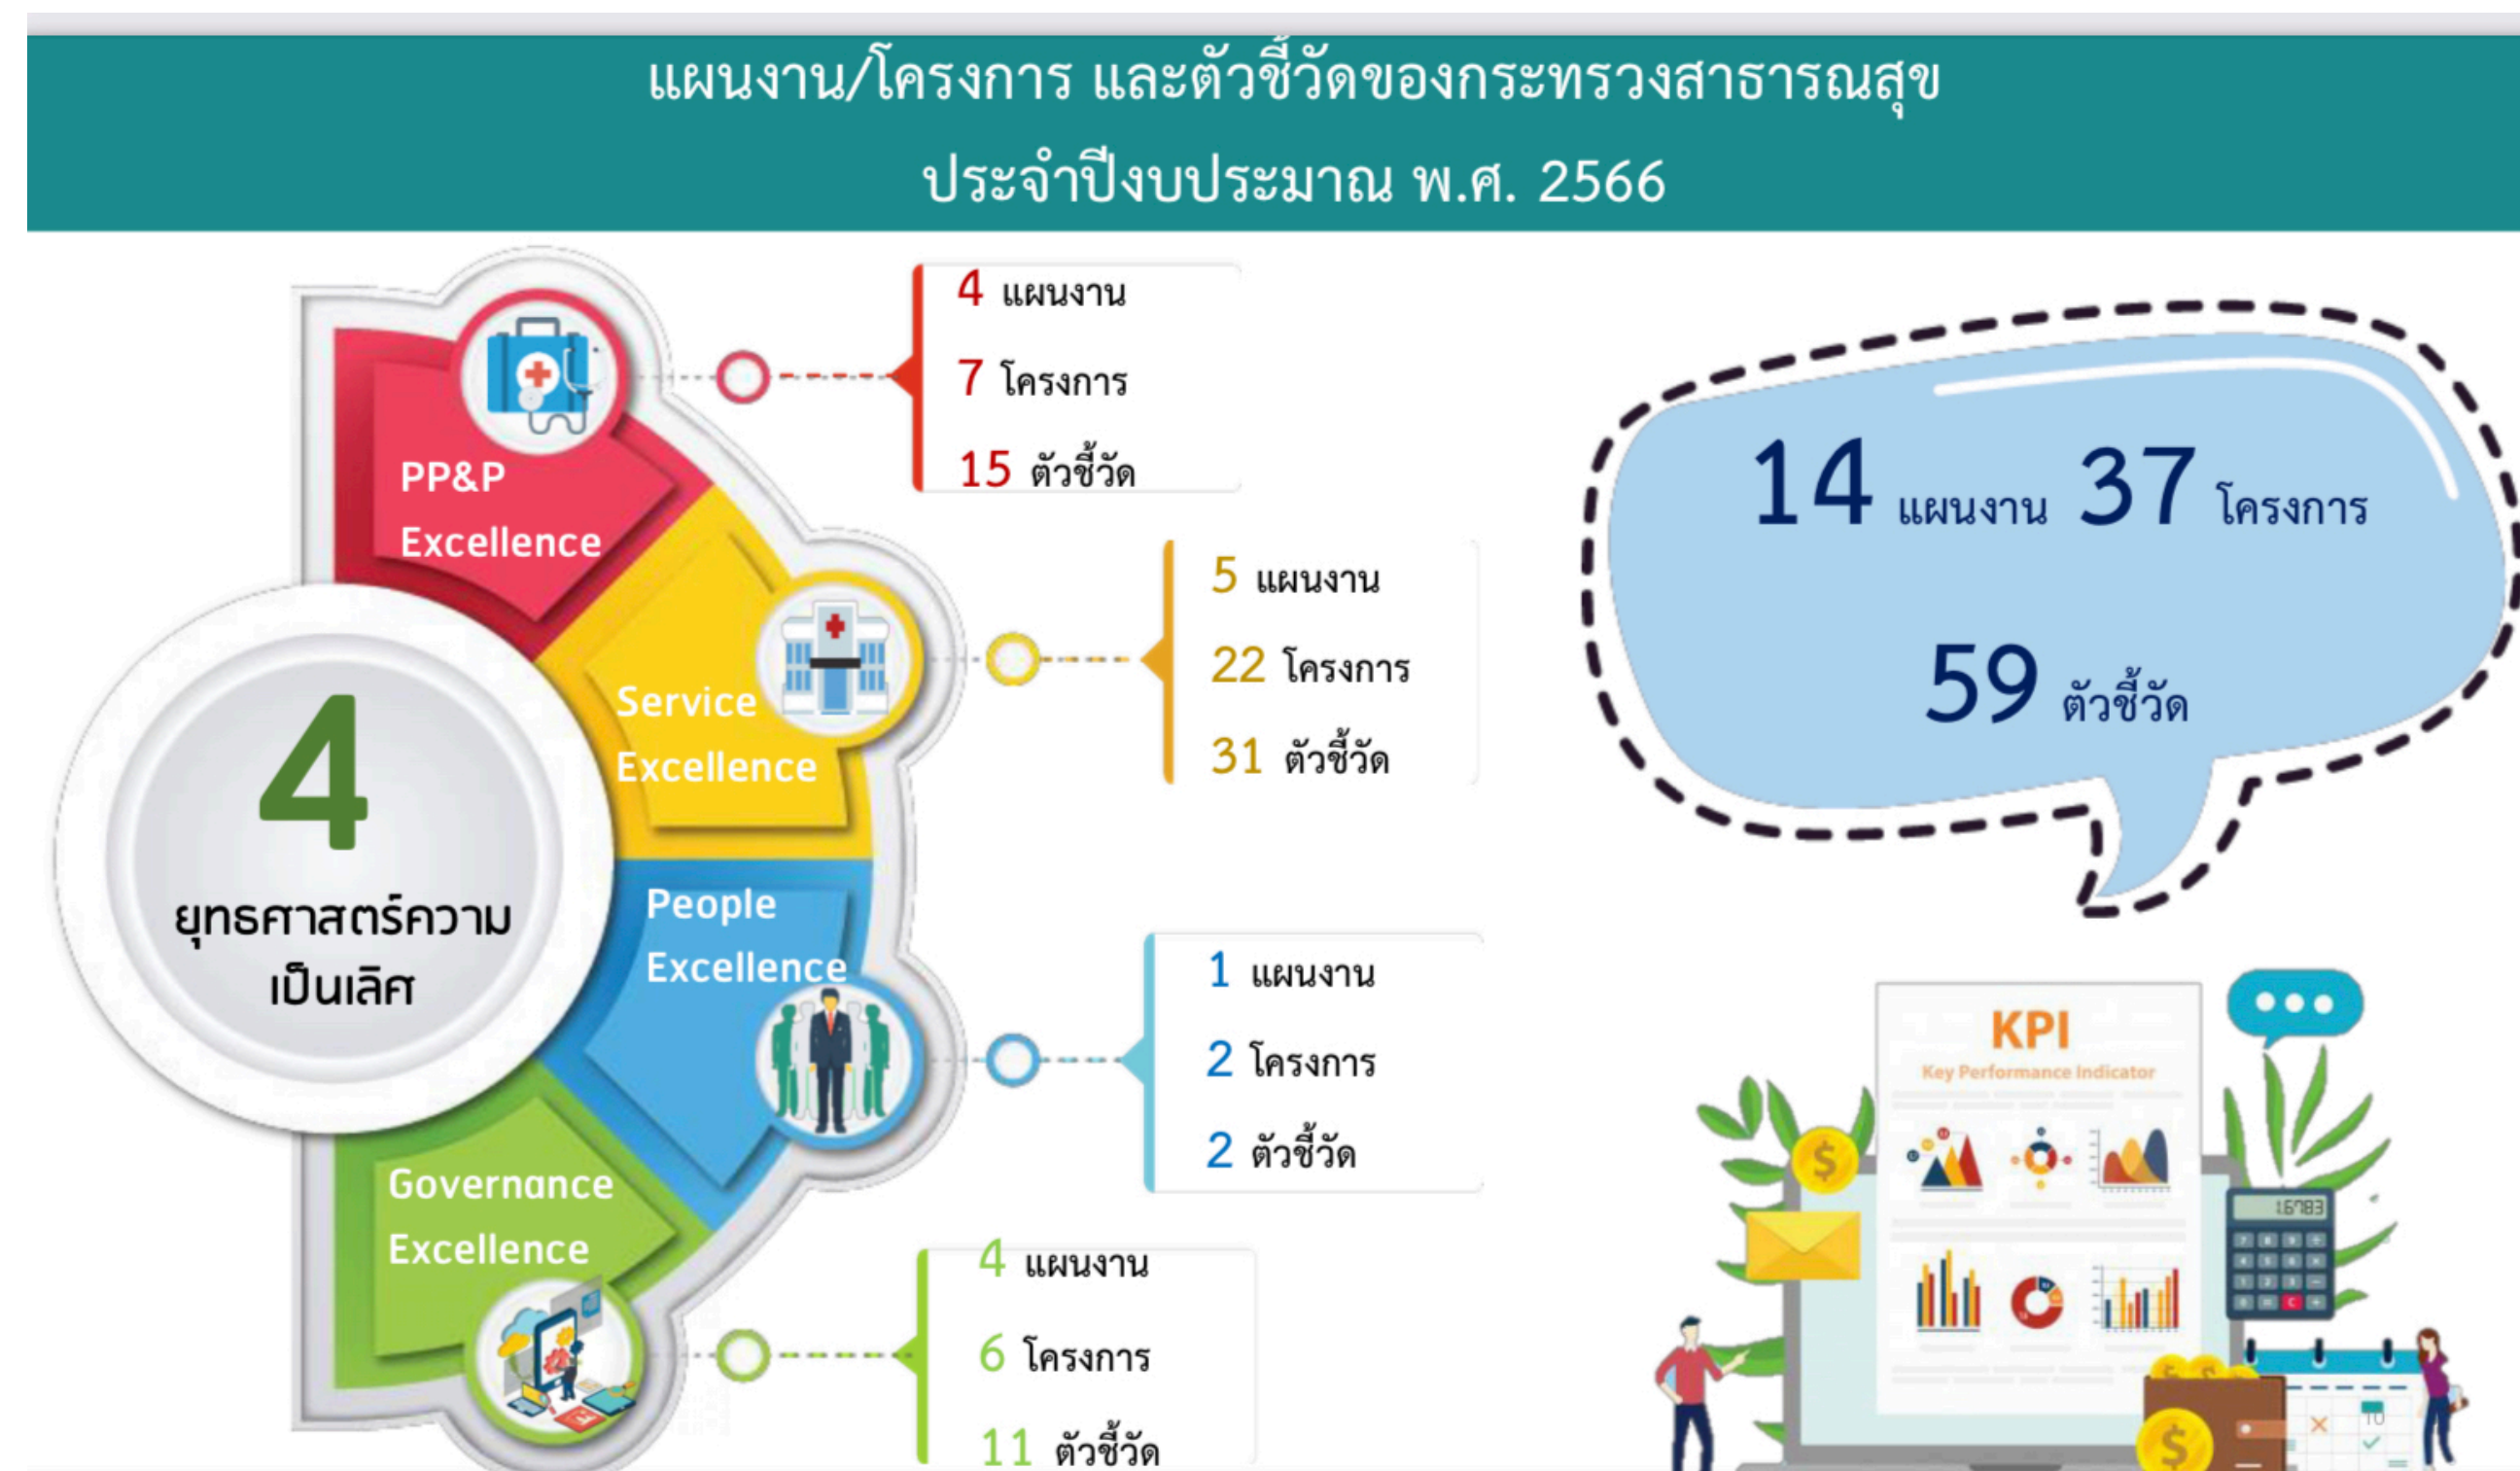 แผนงาน/โครงการ และตัวชี้วัดของกระทรวงสาธารณสุข
ประจำปีงบประมาณ พ.ศ. 2566
4
ยุทธศาสตร์ความ
เป็นเลิศ
PP&P
Excellence
4 แผนงาน
7 โครงการ
15 ตัวชี้วัด
Service
Excellence
5 แผนงาน
22 โครงการ
31 ตัวชี้วัด
People
Excellence
1 แผนงาน
2 โครงการ
2 ตัวชี้วัด
Governance
Excellence
4 แผนงาน
6 โครงการ
11 ตัวชี้วัด
14 แผนงาน 37 โครงการ
59 ตัวชี้วัด
KPI
Key Performance Indicator
10